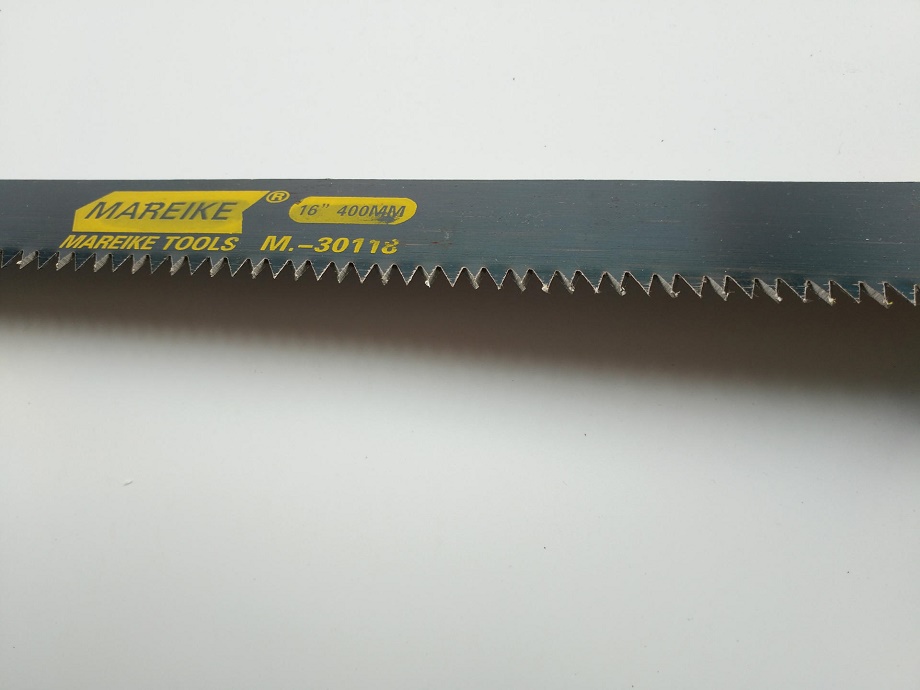 MAREIKE ® 16" 400MM
MAREIKE TOOLS M.-30118